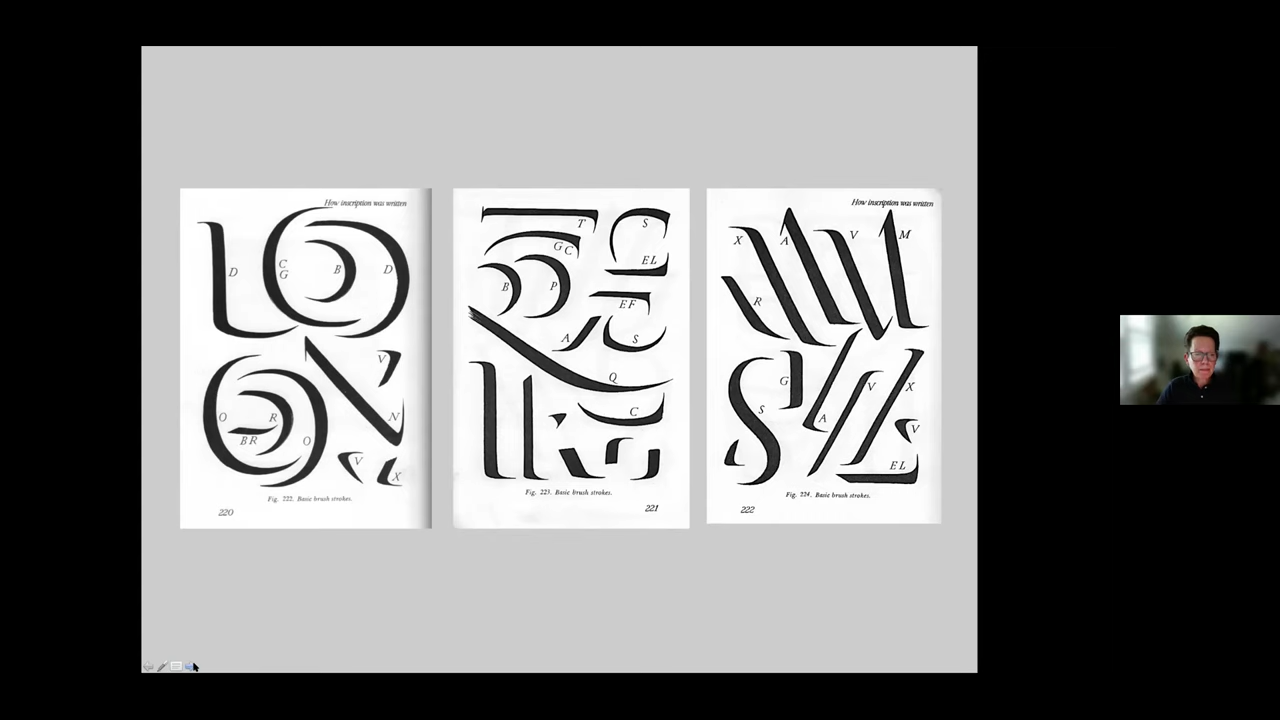 How inscription was written
D
C
G
B
D
V
O
R
N
BR
O
V
X
Fig. 222. Basic brush strokes.
220
T
S
GC
EL
B
P
EF
A
S
Q
C
Fig. 223. Basic brush strokes.
221
How inscription was written
X
A
V
M
R
G
V
X
S
A
V
EL
Fig. 224. Basic brush strokes.
222